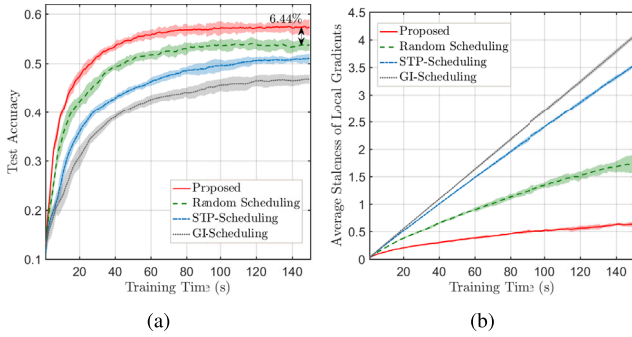 6.44%
0.6
0.5
0.4
0.3
0.2
0.1
Test Accuracy
Proposed
Random Scheduling
STP-Scheduling
GI-Scheduling
20 40 60 80 100 120 140
Training Time (s)
(a)
4
3.5
3
2.5
2
1.5
1
0.5
0
Average Staleness of Local Gradients
Proposed
Random Scheduling
STP-Scheduling
GI-Scheduling
20 40 60 80 100 120 140
Training Time (s)
(b)